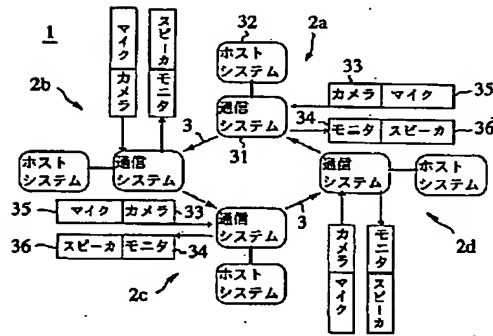 1
32
2a
ホスト
システム
33
カメラ
マイク
35
34
モニタ
スピーカ
36
通信
システム
31
3
マイク
カメラ
スピーカ
モニタ
2b
ホスト
システム
通信
システム
通信
システム
ホスト
システム
35
マイク
カメラ
33
36
スピーカ
モニタ
34
通信
システム
3
2d
カメラ
マイク
モニタ
スピーカ
2c
ホスト
システム